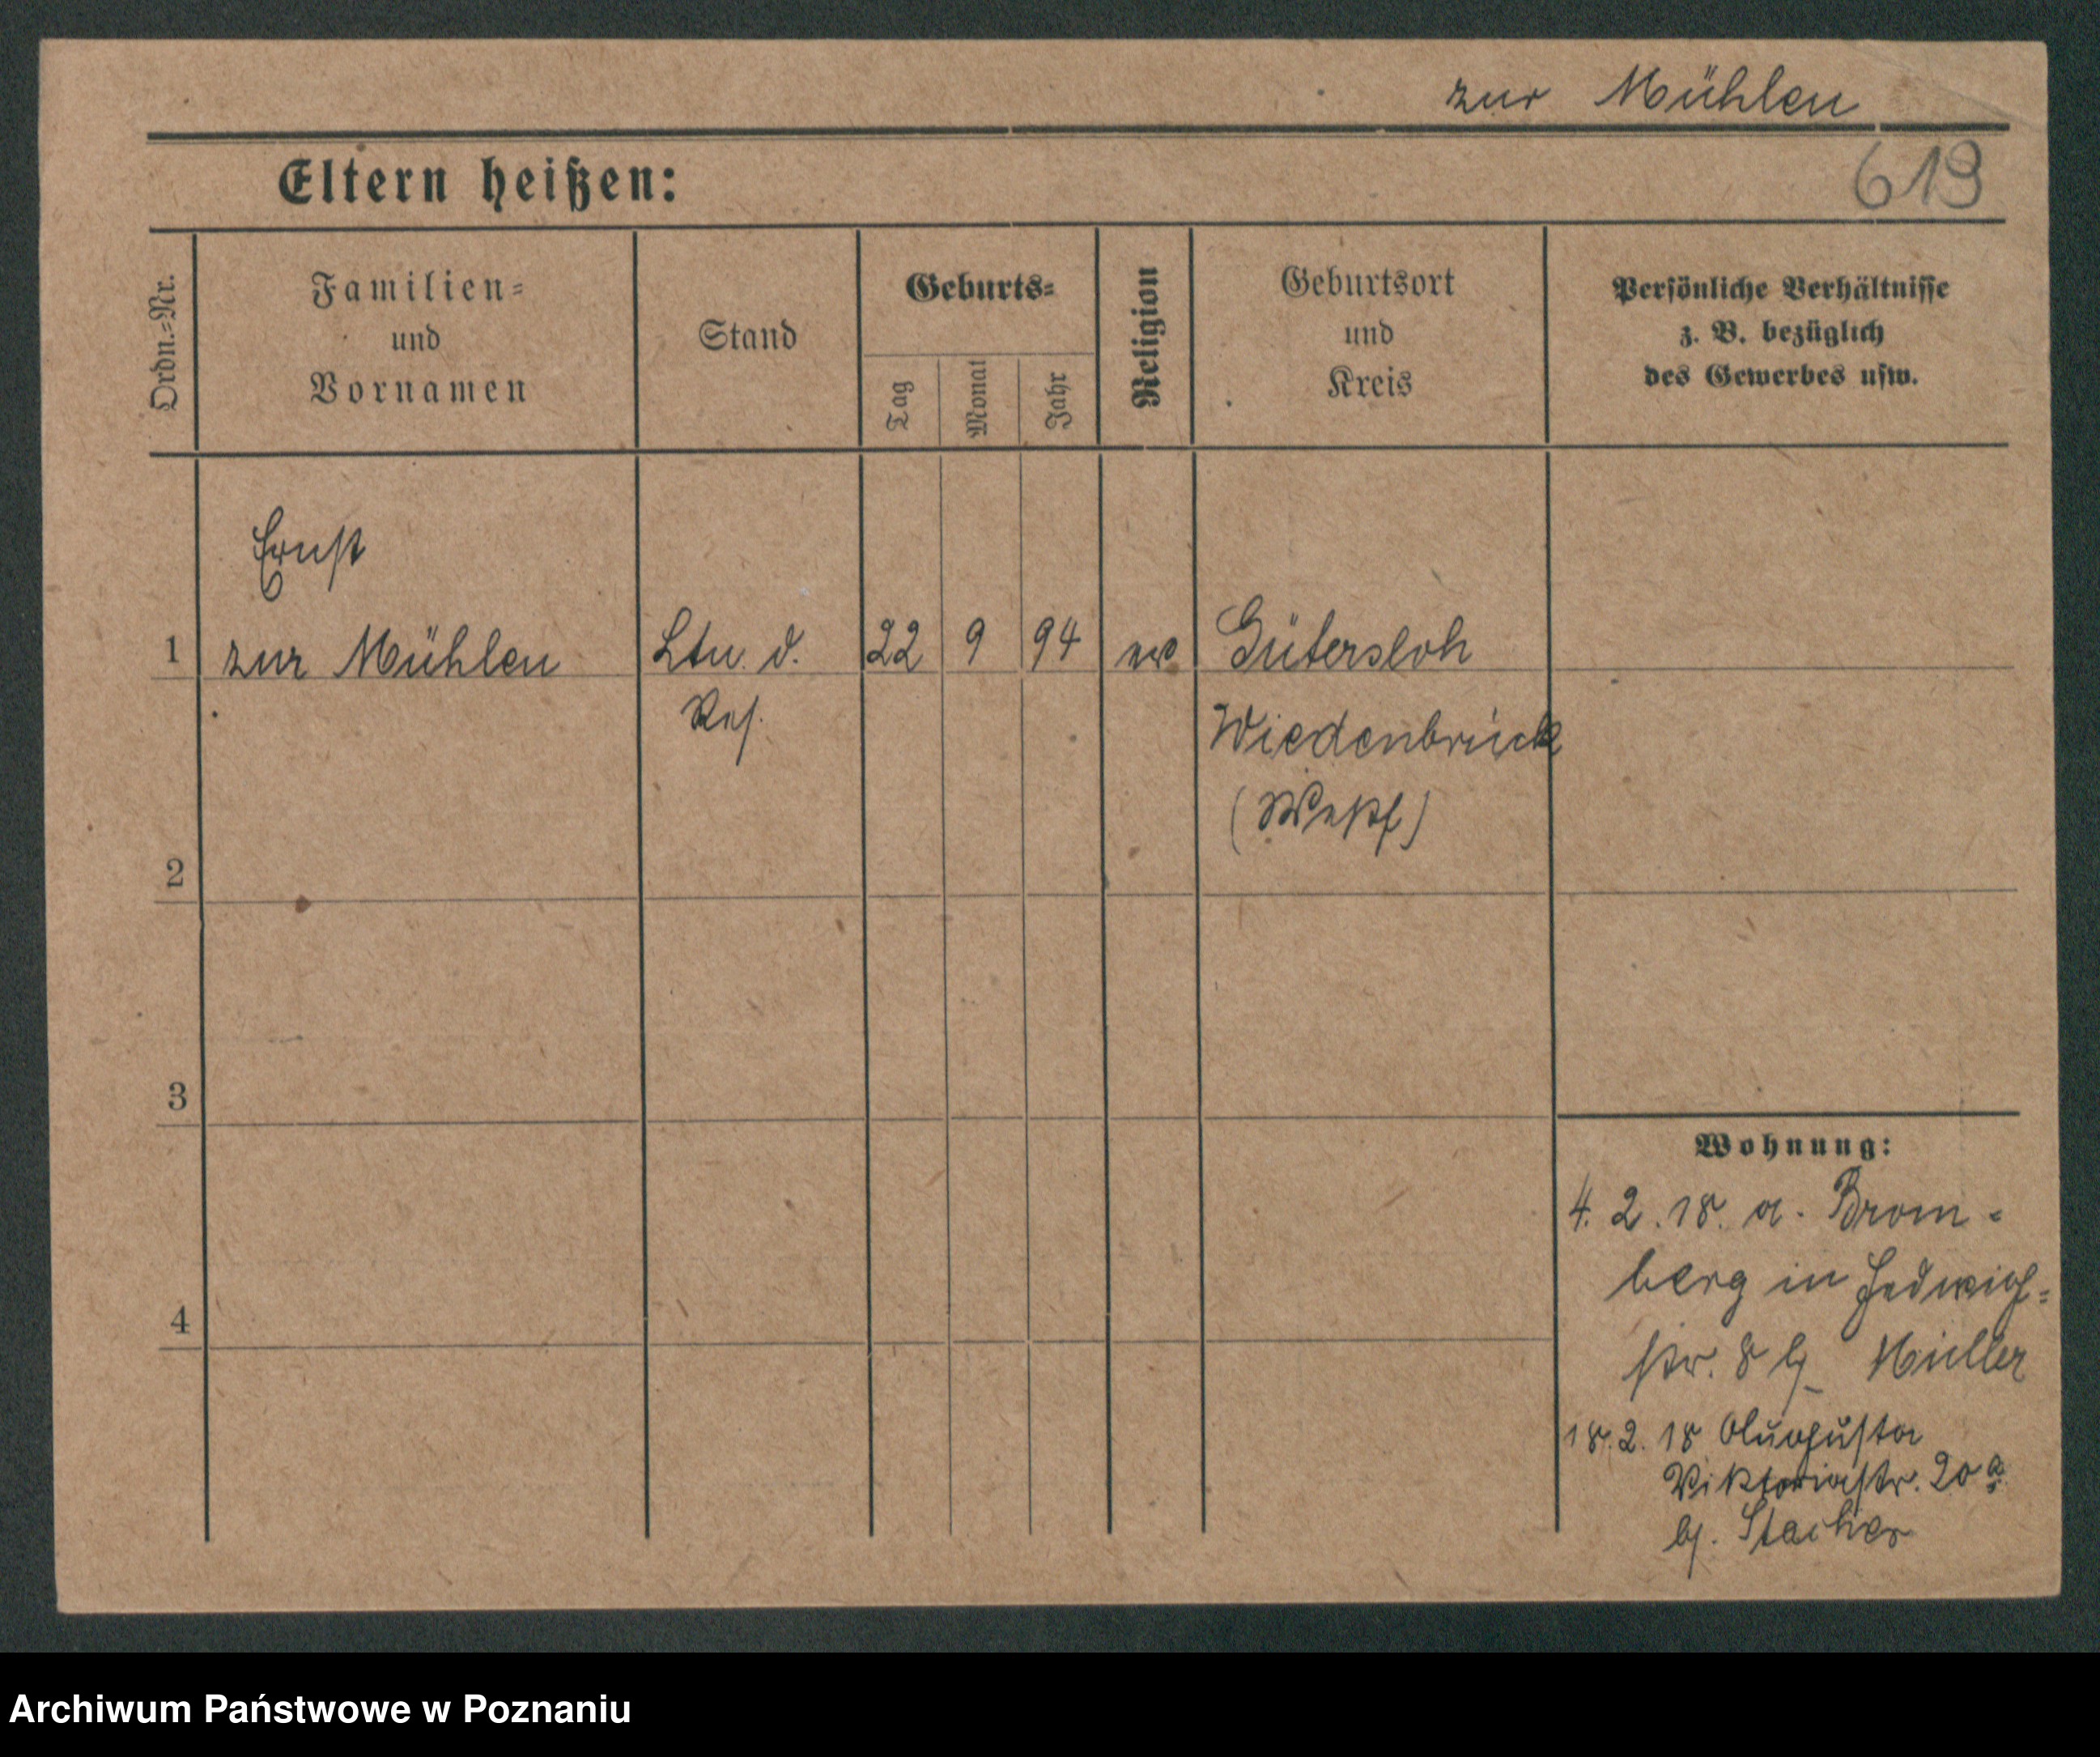 zur Mühlen
Eltern heißen:
619
Ordn.-Nr.
Familien-
und
Vornamen
Stand
Geburts-
Tag
Monat
Jahr
Religion
Geburtsort
und
Kreis
Persönliche Verhältnisse
z. B. bezüglich
des Gewerbes usw.
Ernst
1 zur Mühlen Ltn. d. 22 9 94 ev Gütersloh
Res. Wiedenbrück
(Westf)
2
3
4
Wohnung:
4. 2. 18. a. Brom-
berg in Hedwig-
str. 8 bj Müller
18. 2. 18 Augusta
Viktoriastr. 20 a
bj.
Archiwum Państwowe w Poznaniu